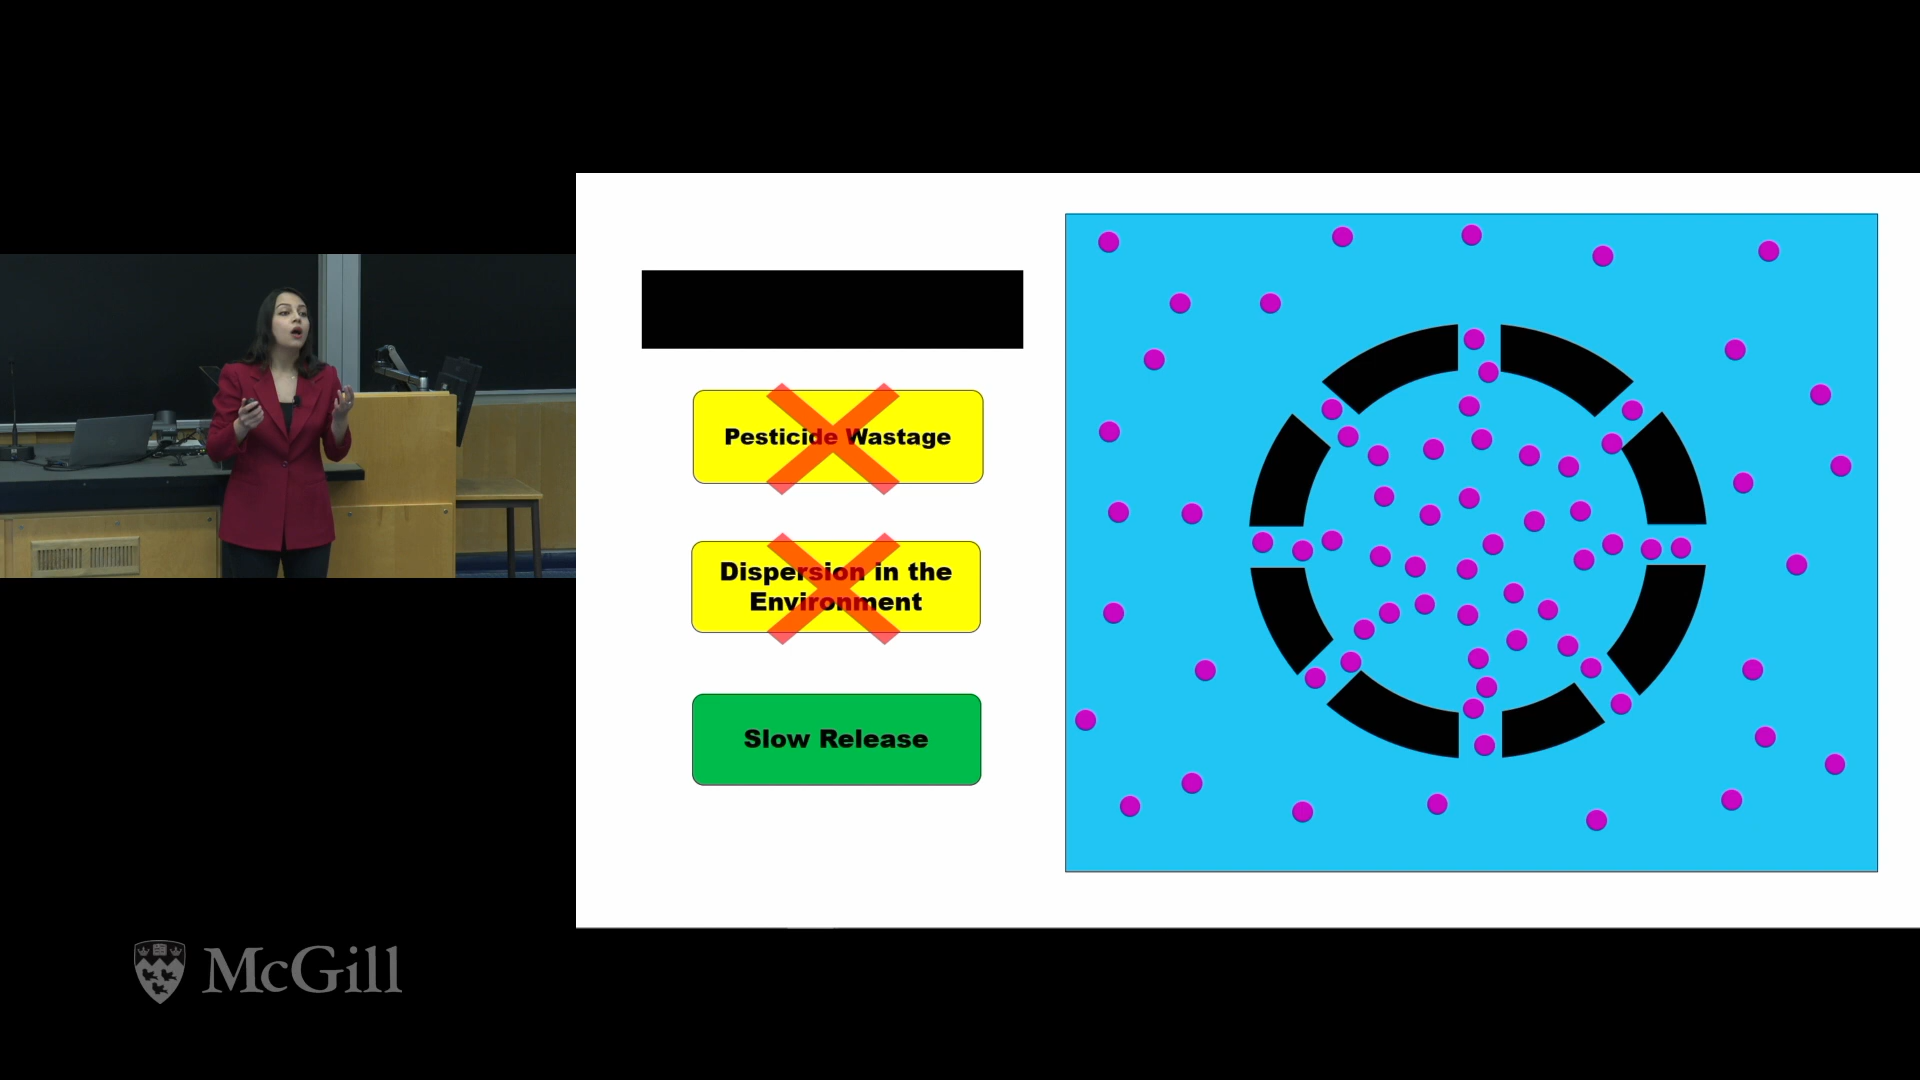 Pesticide Wastage
Dispersion in the
Environment
Slow Release
McGill